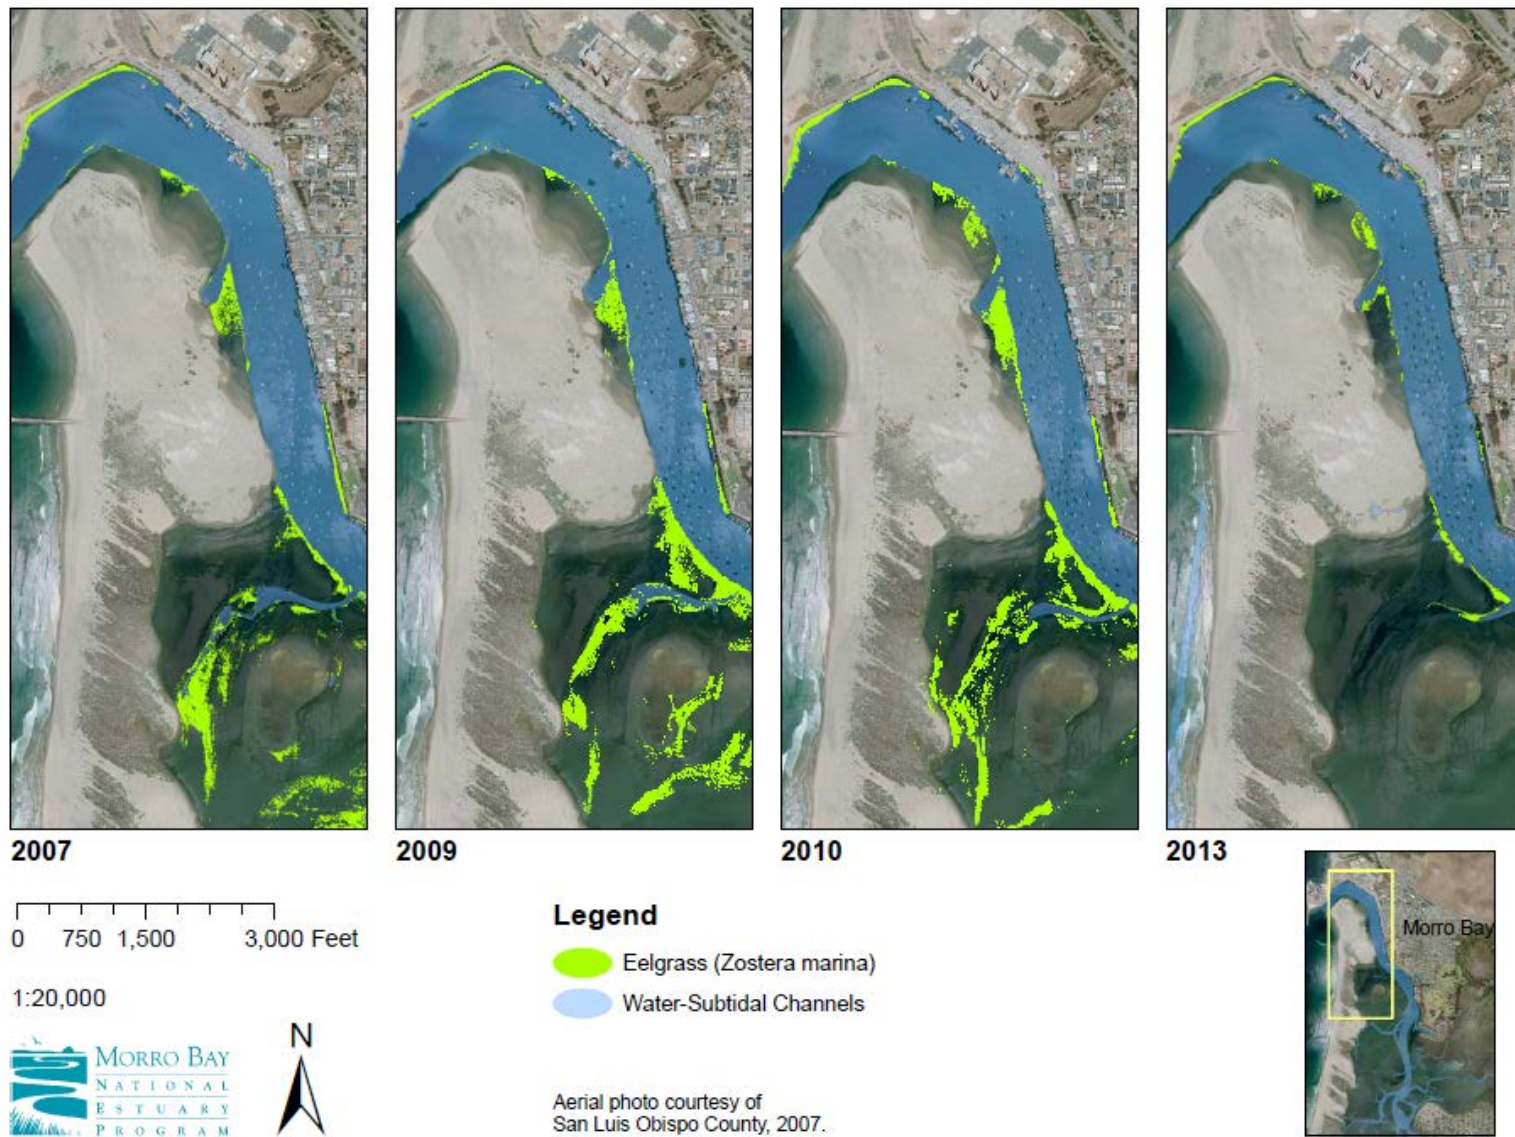 2007
2009
2010
2013
0 750 1,500 3,000 Feet
1:20,000
MORRO BAY
NATIONAL
ESTUARY
PROGRAM
N
Legend
Eelgrass (Zostera marina)
Water-Subtidal Channels
Aerial photo courtesy of
San Luis Obispo County, 2007.
Morro Bay